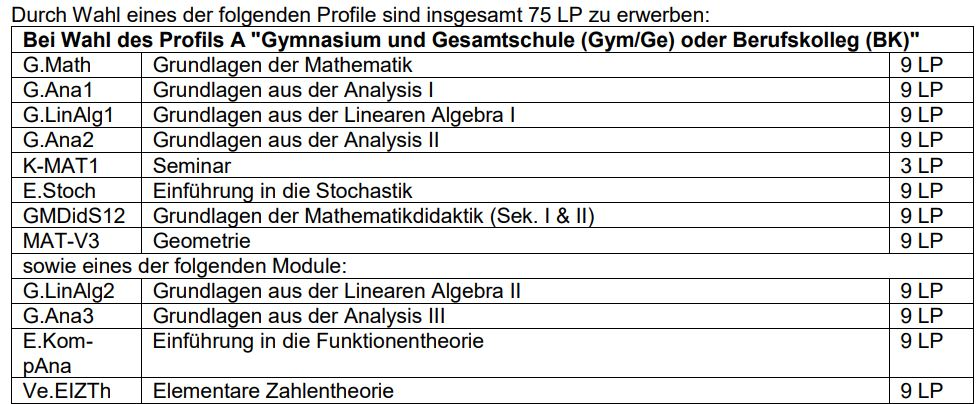 Durch Wahl eines der folgenden Profile sind insgesamt 75 LP zu erwerben:
Bei Wahl des Profils A "Gymnasium und Gesamtschule (Gym/Ge) oder Berufskolleg (BK)"
G.Math Grundlagen der Mathematik 9 LP
G.Ana1 Grundlagen aus der Analysis I 9 LP
G.LinAlg1 Grundlagen aus der Linearen Algebra I 9 LP
G.Ana2 Grundlagen aus der Analysis II 9 LP
K-MAT1 Seminar 3 LP
E.Stoch Einführung in die Stochastik 9 LP
GMDidS12 Grundlagen der Mathematikdidaktik (Sek. I & II) 9 LP
MAT-V3 Geometrie 9 LP
sowie eines der folgenden Module:
G.LinAlg2 Grundlagen aus der Linearen Algebra II 9 LP
G.Ana3 Grundlagen aus der Analysis III 9 LP
E.Kom- Einführung in die Funktionentheorie 9 LP
pAna
Ve.ElZTh Elementare Zahlentheorie 9 LP